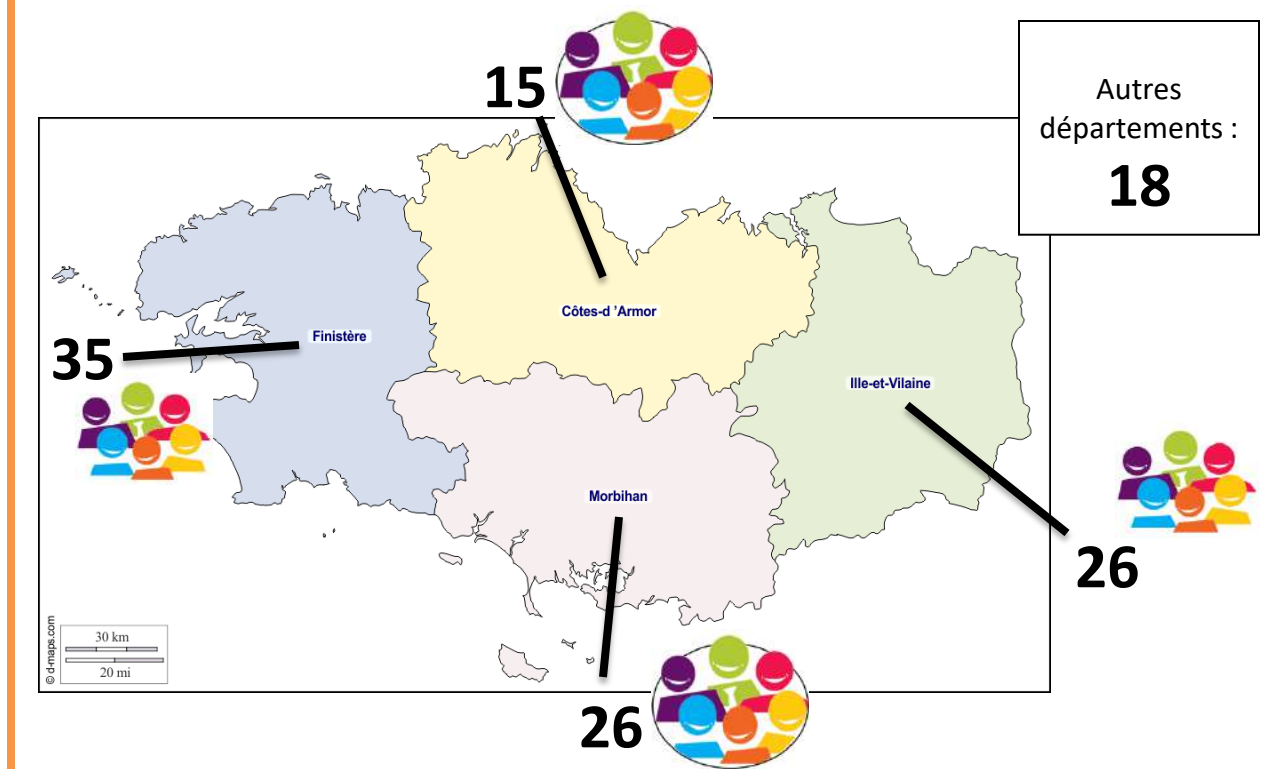 15
Autres
départements :
18
Côtes-d 'Armor
Finistère
35
Ille-et-Vilaine
Morbihan
26
30 km
20 mi
© d-maps.com
26